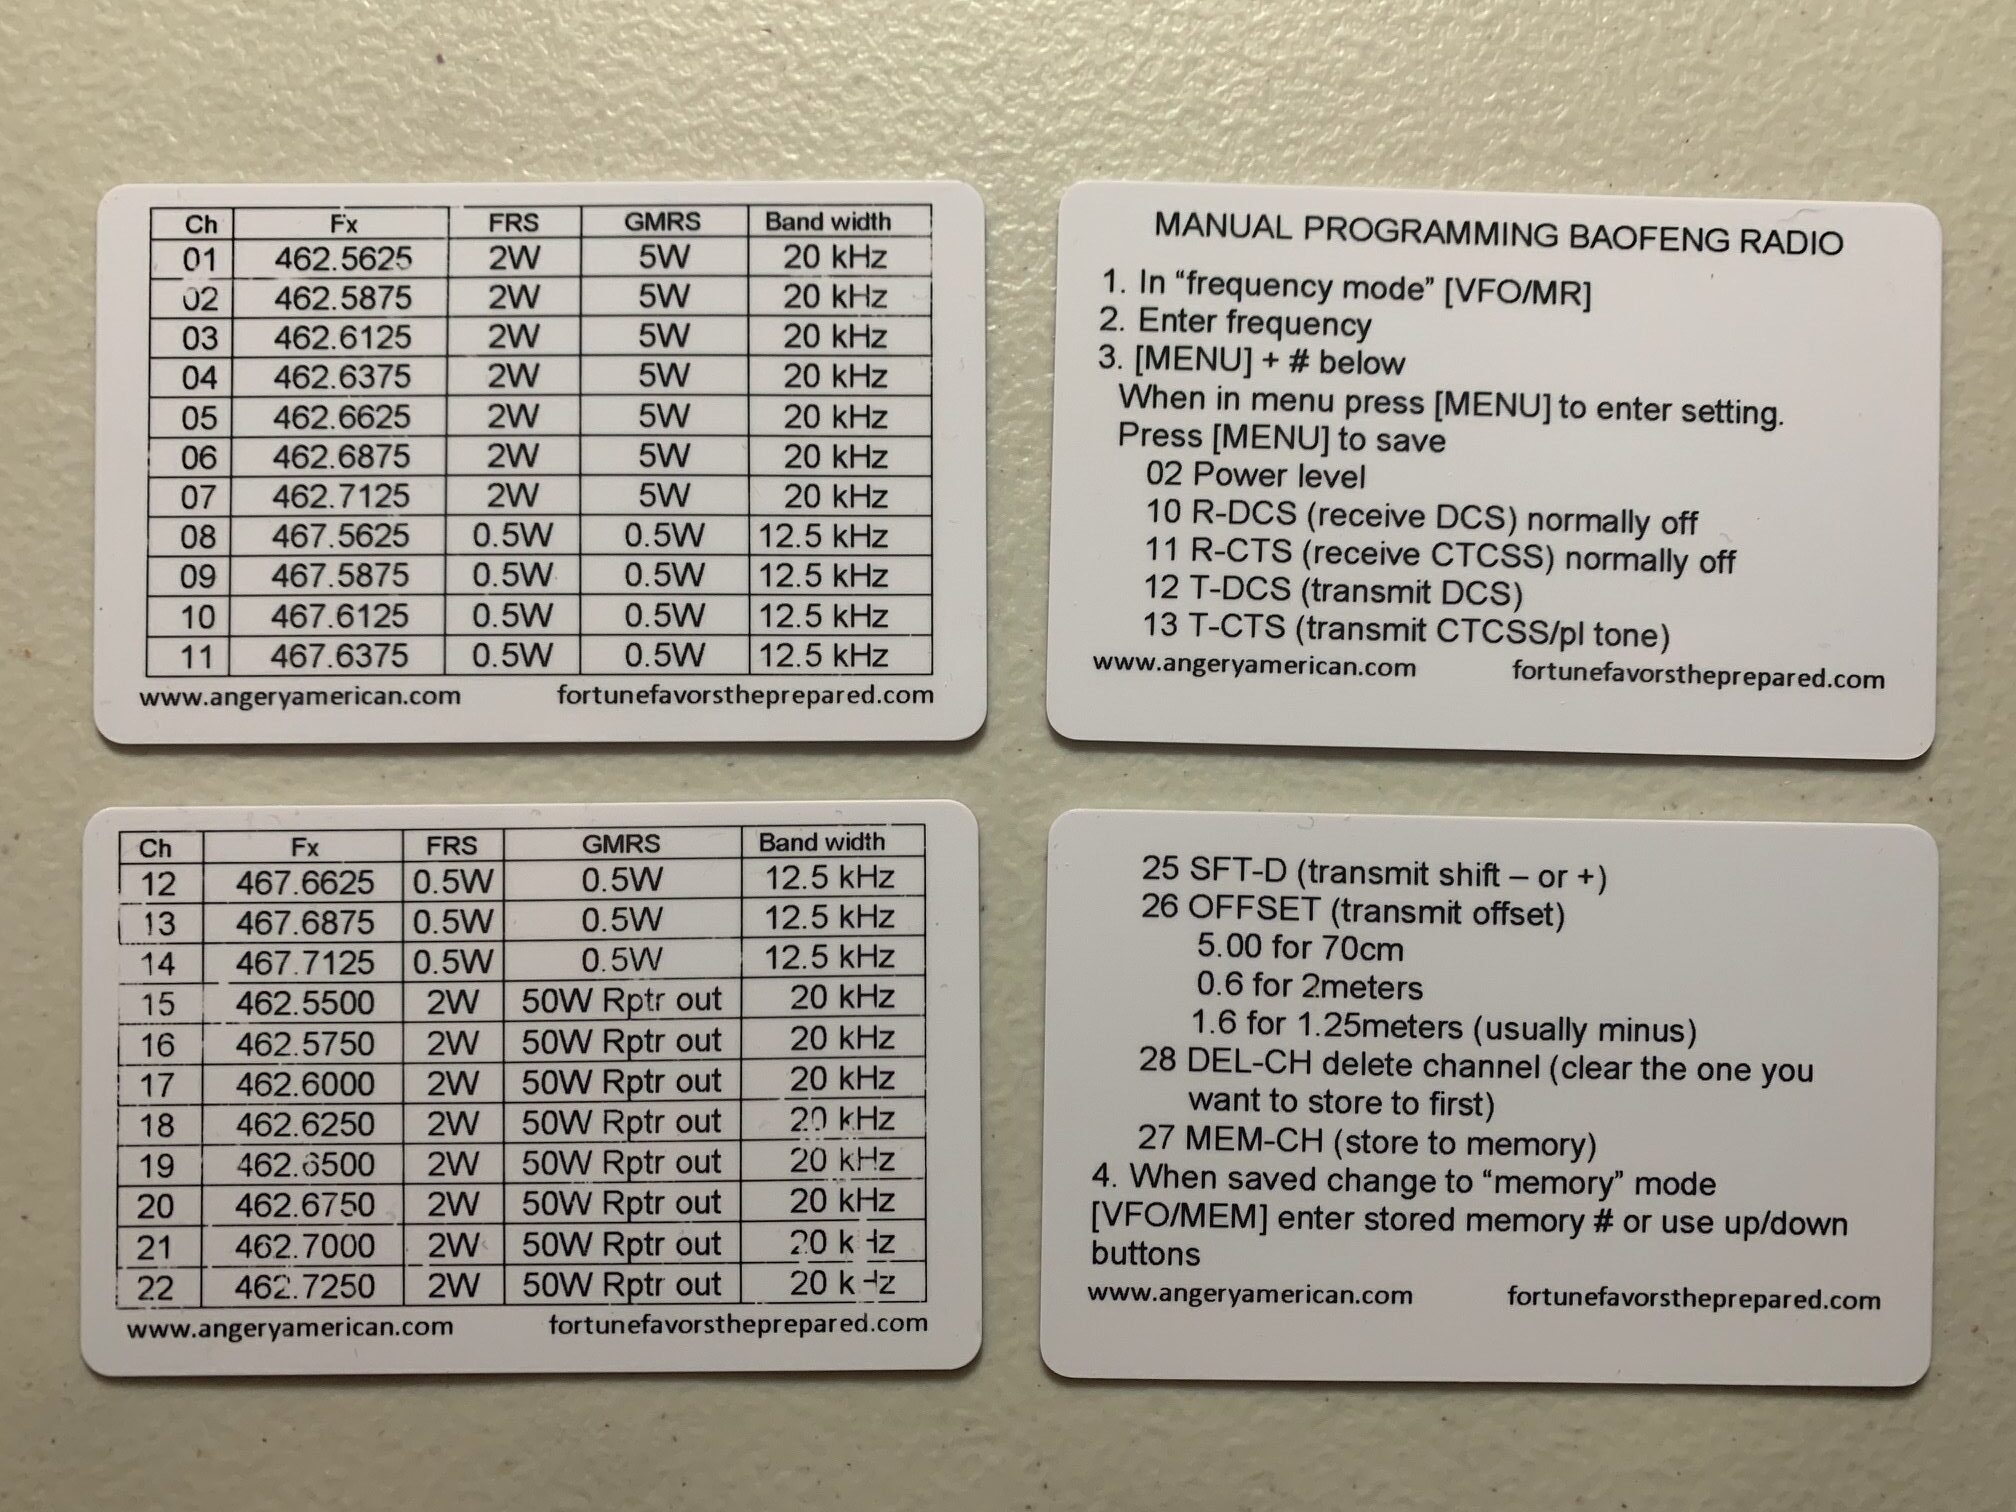 Ch Fx FRS GMRS Band width
01 462.5625 2W 5W 20 kHz
02 462.5875 2W 5W 20 kHz
03 462.6125 2W 5W 20 kHz
04 462.6375 2W 5W 20 kHz
05 462.6625 2W 5W 20 kHz
06 462.6875 2W 5W 20 kHz
07 462.7125 2W 5W 20 kHz
08 467.5625 0.5W 0.5W 12.5 kHz
09 467.5875 0.5W 0.5W 12.5 kHz
10 467.6125 0.5W 0.5W 12.5 kHz
11 467.6375 0.5W 0.5W 12.5 kHz
www.angeryamerican.com fortunefavorstheprepared.com
MANUAL PROGRAMMING BAOFENG RADIO
1. In “frequency mode” [VFO/MR]
2. Enter frequency
3. [MENU] + # below
When in menu press [MENU] to enter setting.
Press [MENU] to save
02 Power level
10 R-DCS (receive DCS) normally off
11 R-CTS (receive CTCSS) normally off
12 T-DCS (transmit DCS)
13 T-CTS (transmit CTCSS/pl tone)
www.angeryamerican.com fortunefavorstheprepared.com
Ch Fx FRS GMRS Band width
12 467.6625 0.5W 0.5W 12.5 kHz
13 467.6875 0.5W 0.5W 12.5 kHz
14 467.7125 0.5W 0.5W 12.5 kHz
15 462.5500 2W 50W Rptr out 20 kHz
16 462.5750 2W 50W Rptr out 20 kHz
17 462.6000 2W 50W Rptr out 20 kHz
18 462.6250 2W 50W Rptr out 20 kHz
19 462.6500 2W 50W Rptr out 20 kHz
20 462.6750 2W 50W Rptr out 20 kHz
21 462.7000 2W 50W Rptr out 20 kHz
22 462.7250 2W 50W Rptr out 20 kHz
www.angeryamerican.com fortunefavorstheprepared.com
25 SFT-D (transmit shift – or +)
26 OFFSET (transmit offset)
5.00 for 70cm
0.6 for 2meters
1.6 for 1.25meters (usually minus)
28 DEL-CH delete channel (clear the one you
want to store to first)
27 MEM-CH (store to memory)
4. When saved change to “memory” mode
[VFO/MEM] enter stored memory # or use up/down
buttons
www.angeryamerican.com fortunefavorstheprepared.com